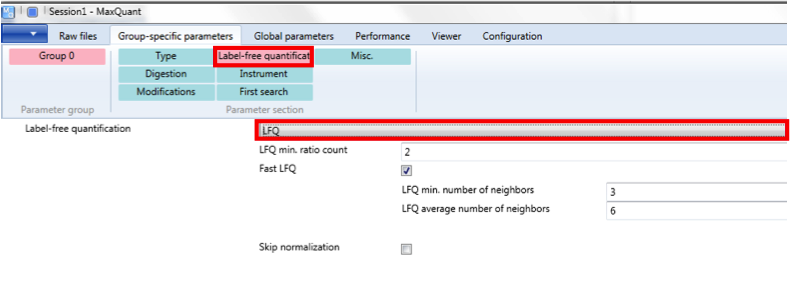 Session1 - MaxQuant
Raw files Group-specific parameters Global parameters Performance Viewer Configuration
Group 0 Type Label-free quantificat Misc.
Digestion Instrument
Modifications First search
Parameter group Parameter section
Label-free quantification LFQ
LFQ min. ratio count 2
Fast LFQ
LFQ min. number of neighbors 3
LFQ average number of neighbors 6
Skip normalization